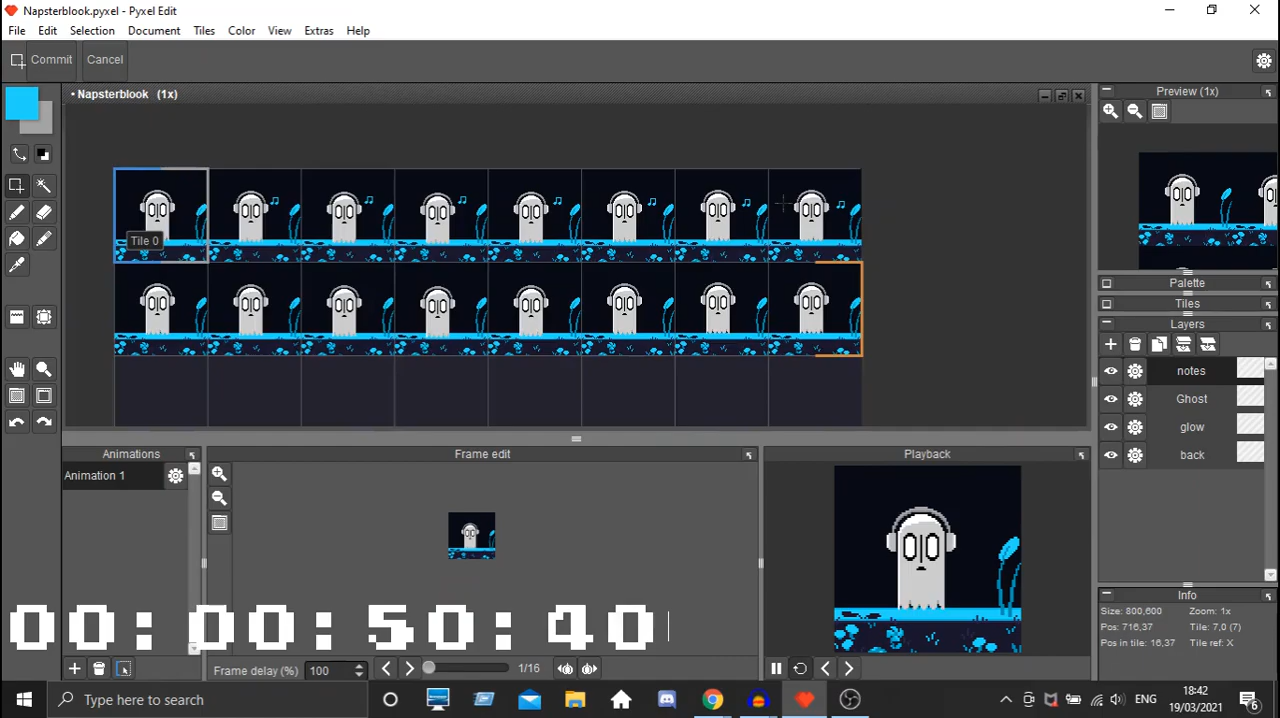 Napsterblook.pyxel - Pyxel Edit
File Edit Selection Document Tiles Color View Extras Help
Commit Cancel
• Napsterblook (1x)
Preview (1x)
Tile 0
Palette
Tiles
Layers
notes
Ghost
glow
back
Animations
Frame edit
Playback
Animation 1
Info
Size: 800,600 Zoom: 1x
Pos: 716,37 Tile: 7,0 (7)
Pos in tile: 16,37 Tile ref: X
00:00:50:40
Frame delay (%) 100 1/16
Type here to search
ENG
18:42
19/03/2021
6